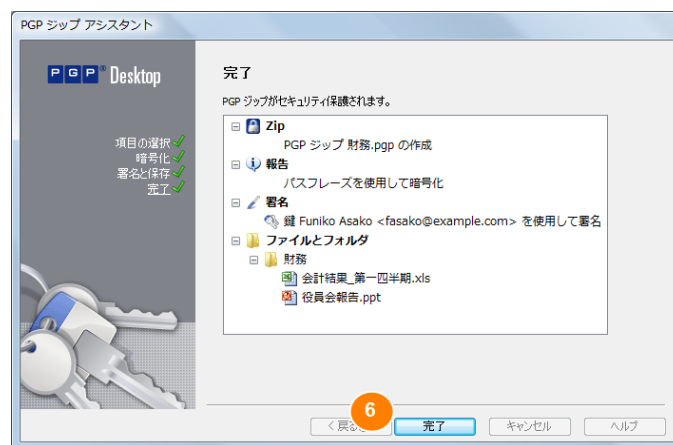 PGP ジップ アシスタント
PGP® Desktop
項目の選択
暗号化
署名と保存
完了
完了
PGP ジップがセキュリティ保護されます。
Zip
PGP ジップ 財務.pgp の作成
報告
パスフレーズを使用して暗号化
署名
鍵 Funiko Asako <fasako@example.com> を使用して署名
ファイルとフォルダ
財務
会計結果_第一四半期.xls
役員会報告.ppt
6
< 戻る
完了
キャンセル
ヘルプ